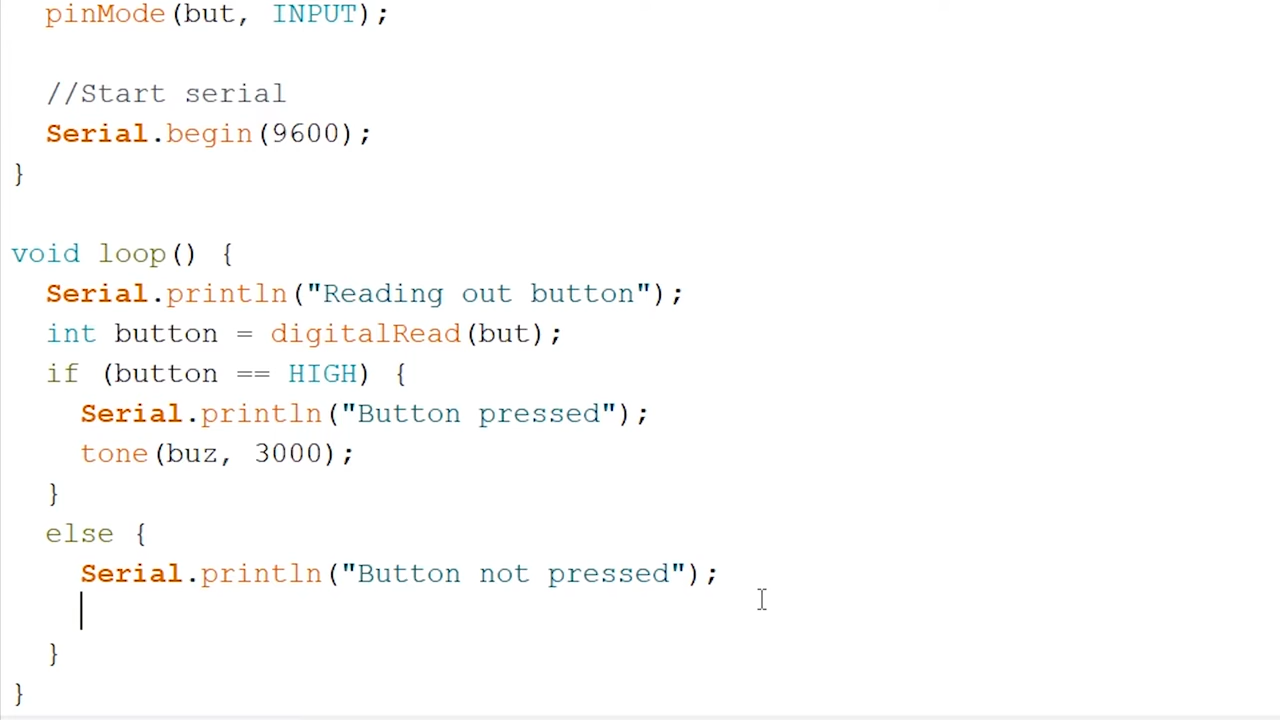 pinMode(but, INPUT);
//Start serial
Serial.begin(9600);
}
void loop() {
Serial.println("Reading out button");
int button = digitalRead(but);
if (button == HIGH) {
Serial.println("Button pressed");
tone(buz, 3000);
}
else {
Serial.println("Button not pressed");
}
}